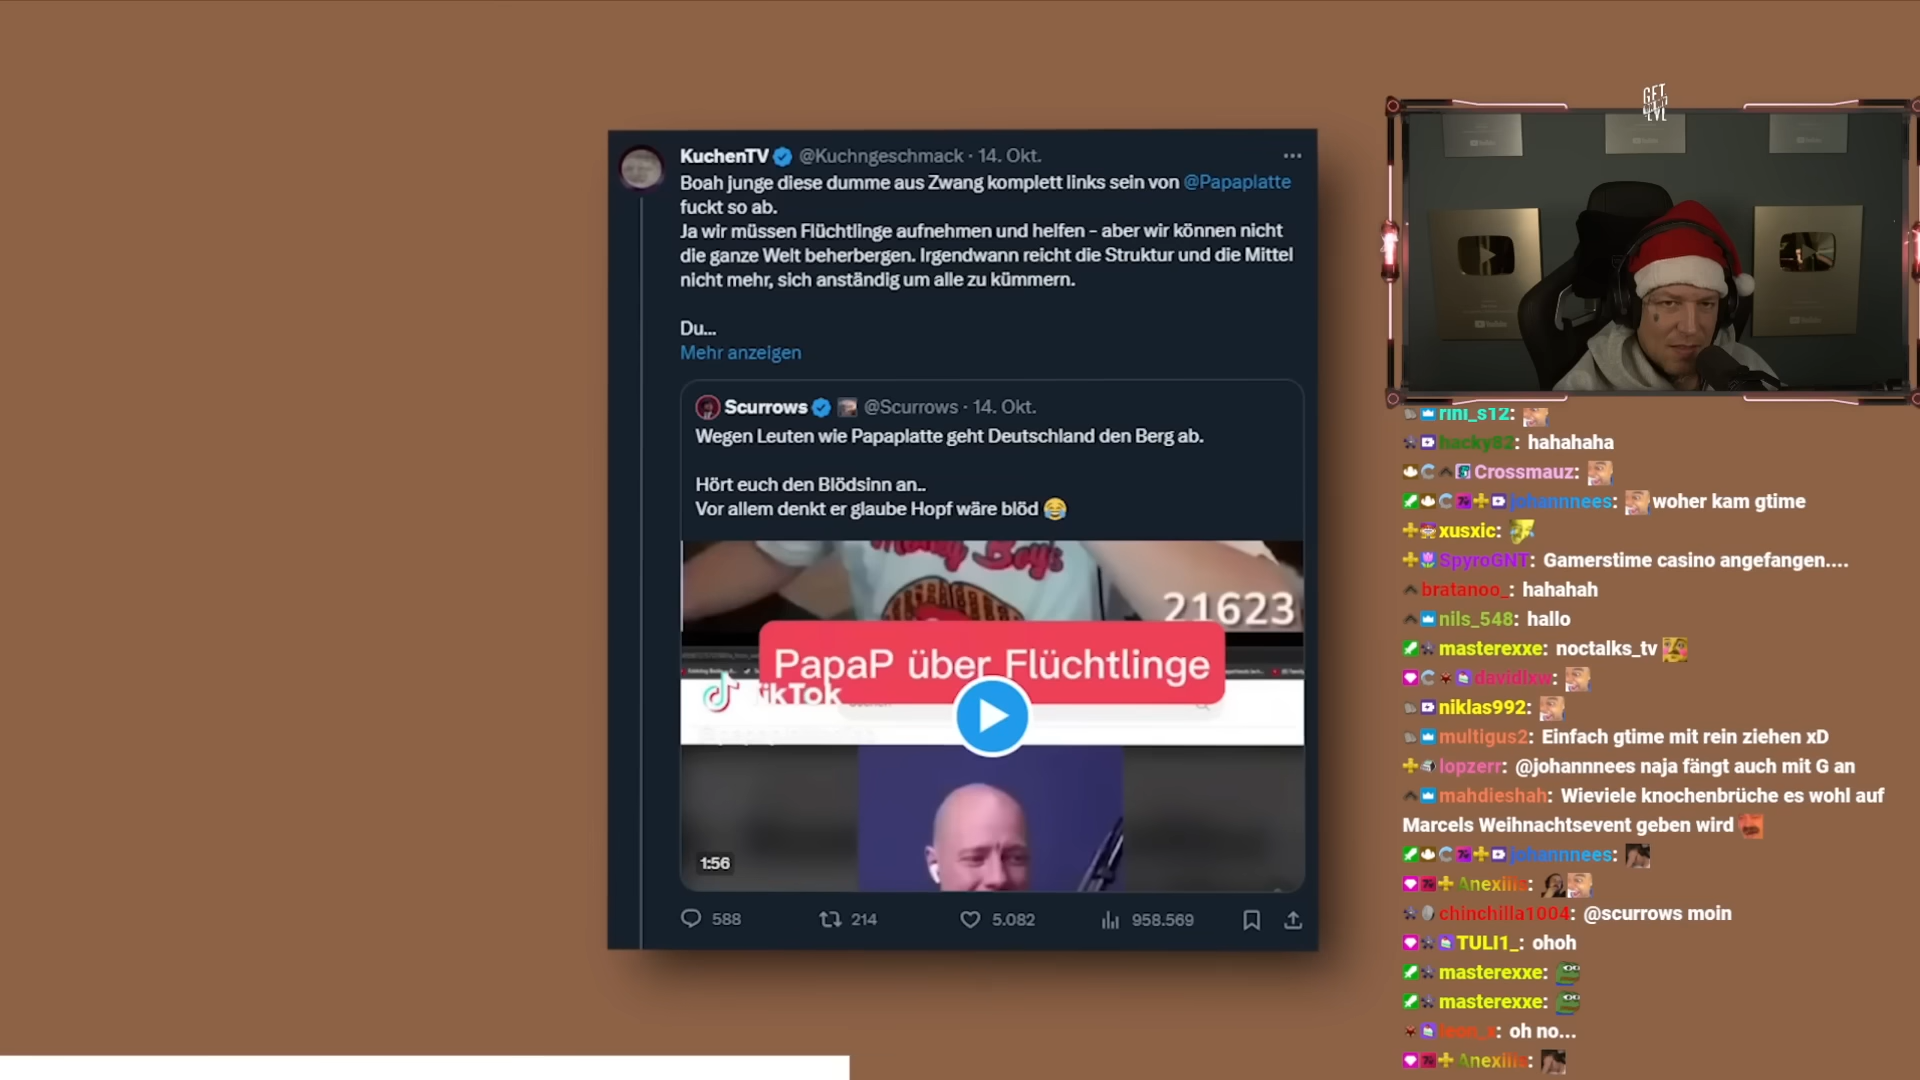 KuchenTV @Kuchngeschmack · 14. Okt.
Boah junge diese dumme aus Zwang komplett links sein von @Papaplatte
fuckt so ab.
Ja wir müssen Flüchtlinge aufnehmen und helfen - aber wir können nicht
die ganze Welt beherbergen. Irgendwann reicht die Struktur und die Mittel
nicht mehr, sich anständig um alle zu kümmern.
Du...
Mehr anzeigen
Scurrows @Scurrows · 14. Okt.
Wegen Leuten wie Papaplatte geht Deutschland den Berg ab.
Hört euch den Blödsinn an..
Vor allem denkt er glaube Hopf wäre blöd 😂
21623
PapaP über Flüchtlinge
TikTok
1:56
588 214 5.082 958.569
GET
EVL
rini_s12:
hacky82: hahahaha
Crossmauz:
johannnees: woher kam gtime
xusxic:
SpyroGNT: Gamerstime casino angefangen....
bratanoo_: hahahah
nils_548: hallo
masterexxe: noctalks_tv
davidlxw:
niklas992:
multigus2: Einfach gtime mit rein ziehen xD
lopzerr: @johannnees naja fängt auch mit G an
mahdieshah: Wieviele knochenbrüche es wohl auf
Marcels Weihnachtsevent geben wird
johannnees:
Anexilla:
chinchilla1004: @scurrows moin
TULI1_: ohoh
masterexxe:
masterexxe:
oh no...
Anexilla: